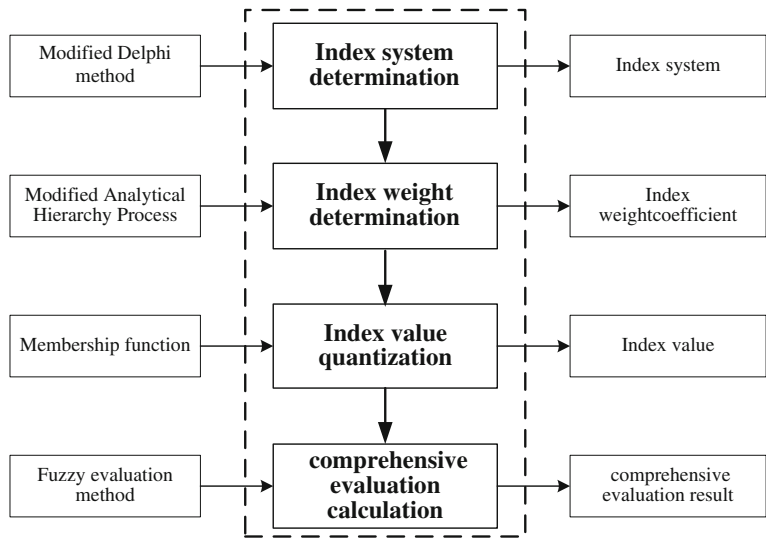 Modified Delphi
method
Index system
determination
Index system
Modified Analytical
Hierarchy Process
Index weight
determination
Index
weightcoefficient
Membership function
Index value
quantization
Index value
Fuzzy evaluation
method
comprehensive
evaluation
calculation
comprehensive
evaluation result